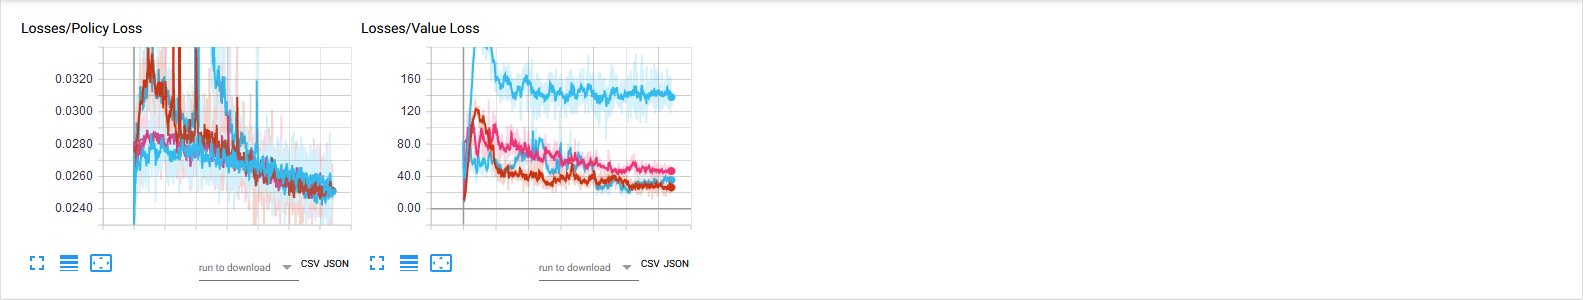 Losses/Policy Loss
0.0320
0.0300
0.0280
0.0260
0.0240
run to download
CSV JSON
Losses/Value Loss
160
120
80.0
40.0
0.00
run to download
CSV JSON